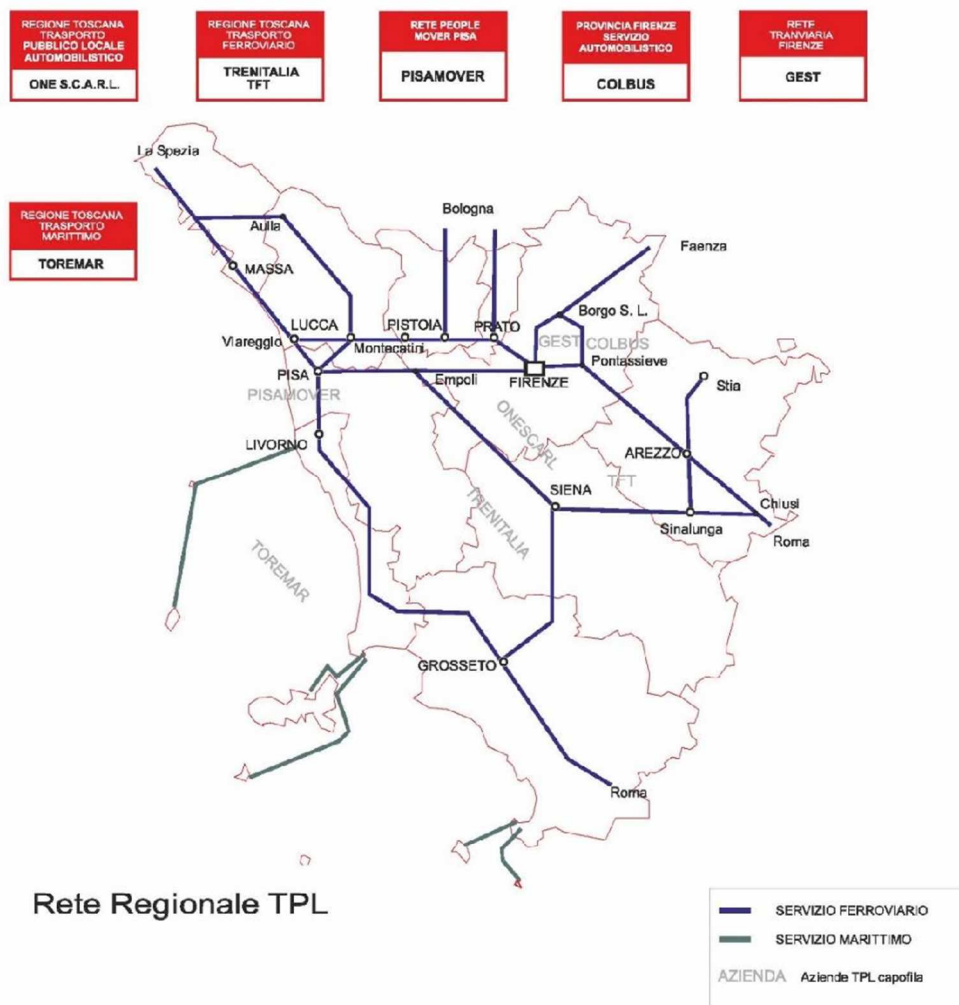 REGIONE TOSCANA
TRASPORTO
PUBBLICO LOCALE
AUTOMOBILISTICO
ONE S.C.A.R.L.
REGIONE TOSCANA
TRASPORTO
FERROVIARIO
TRENITALIA
TFT
RETE PEOPLE
MOVER PISA
PISAMOVER
PROVINCIA FIRENZE
SERVIZIO
AUTOMOBILISTICO
COLBUS
RETE
TRANVIARIA
FIRENZE
GEST
REGIONE TOSCANA
TRASPORTO
MARITTIMO
TOREMAR
La Spezia
Aulla
Bologna
Faenza
MASSA
Borgo S. L.
LUCCA
PISTOIA
PRATO
Viareggio
Montecatini
GEST
COLBUS
Pontassieve
PISA
Empoli
FIRENZE
Stia
PISAMOVER
ONESCARL
LIVORNO
AREZZO
TFT
SIENA
TRENITALIA
Chiusi
Sinalunga
Roma
TOREMAR
GROSSETO
Roma
Rete Regionale TPL
SERVIZIO FERROVIARIO
SERVIZIO MARITTIMO
AZIENDA Aziende TPL capofila